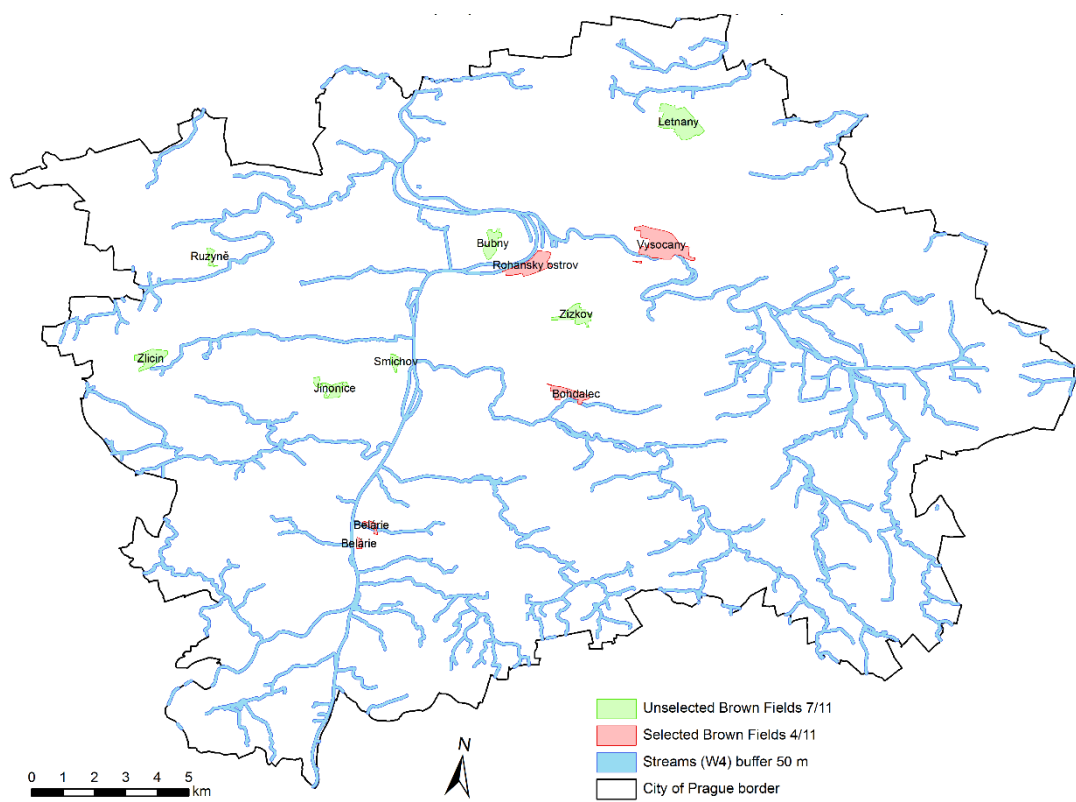 Letnany
Bubny
Vysocany
Ruzyně
Rohansky ostrov
Zizkov
Zlicin
Smichov
Jinonice
Bohdalec
Belárie
Belárie
Unselected Brown Fields 7/11
Selected Brown Fields 4/11
Streams (W4) buffer 50 m
City of Prague border
N
0 1 2 3 4 5
km